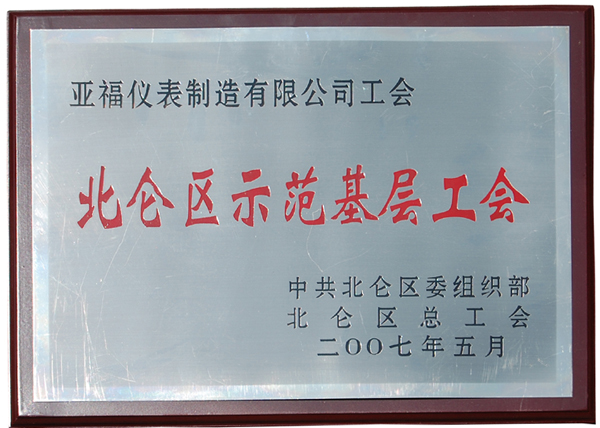 亚福仪表制造有限公司工会
北仑区示范基层工会
中共北仑区委组织部
北仑区总工会
二〇〇七年五月